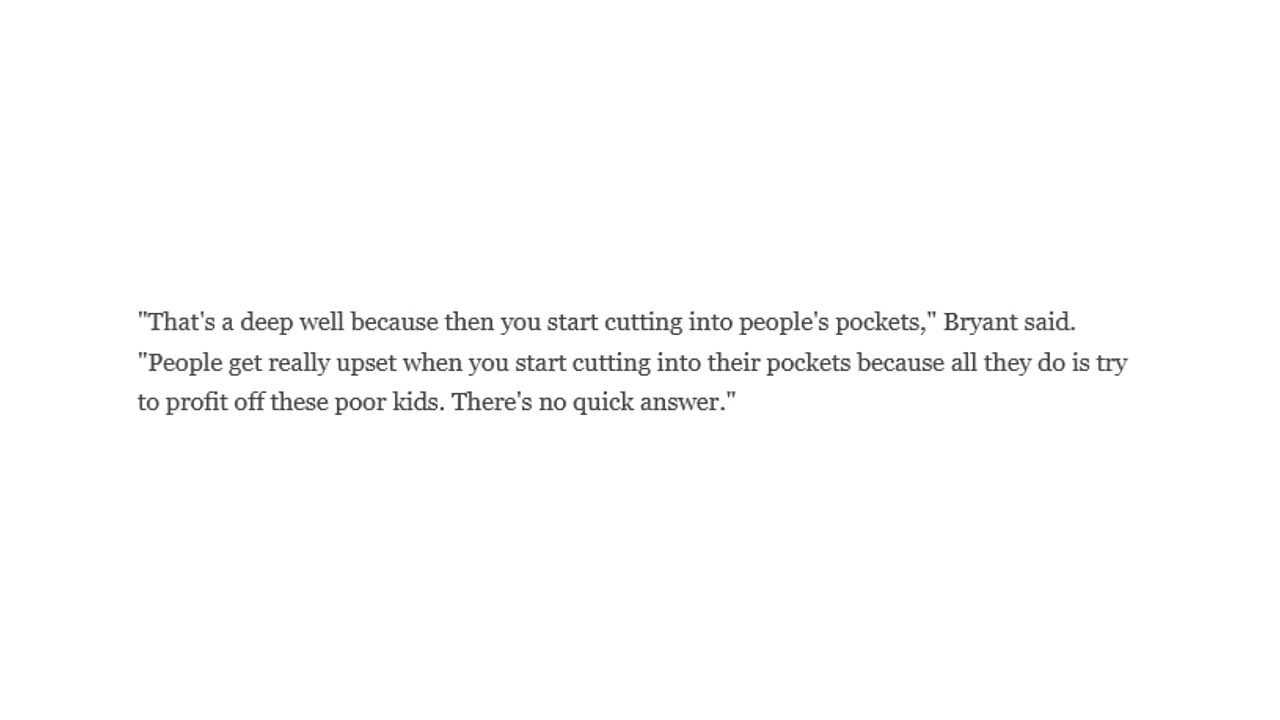 "That's a deep well because then you start cutting into people's pockets," Bryant said.
"People get really upset when you start cutting into their pockets because all they do is try
to profit off these poor kids. There's no quick answer."